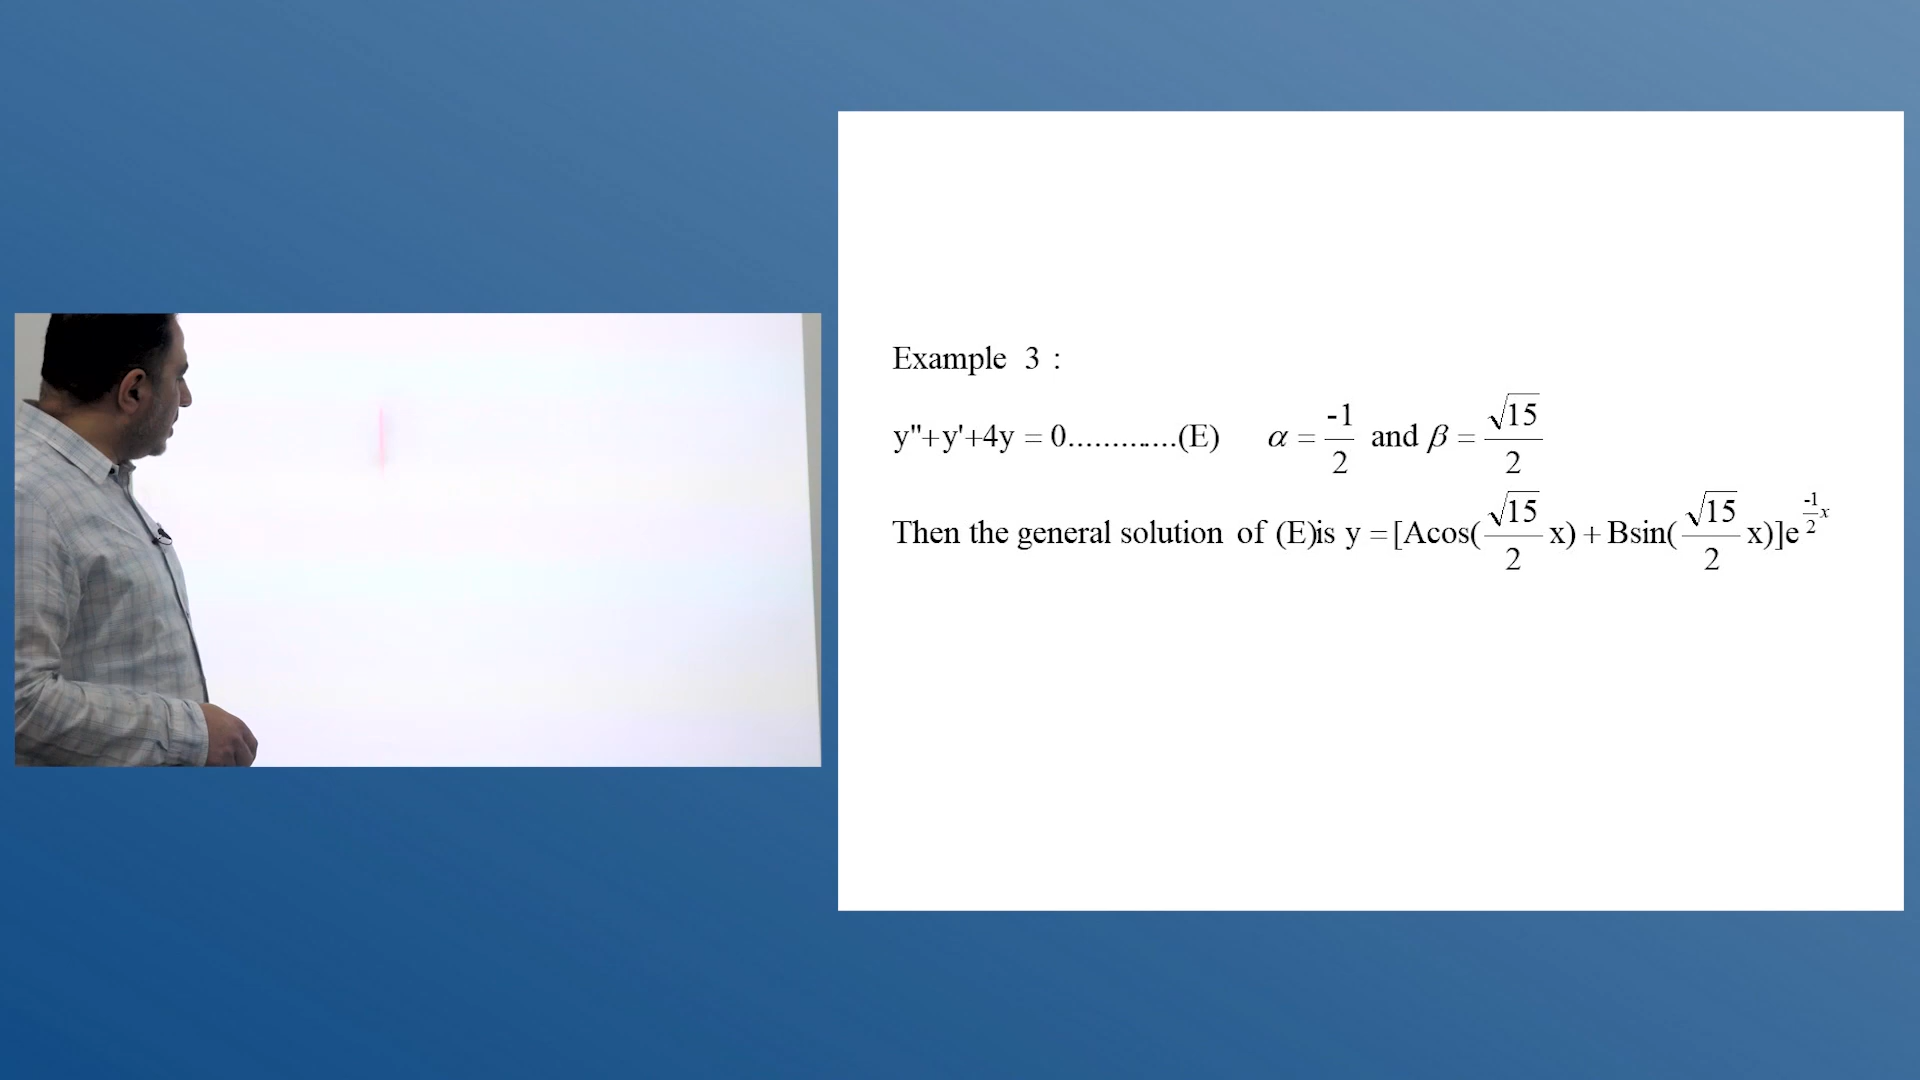 Example 3 :
y''+y'+4y = 0.............(E) α = -1/2 and β = √15/2
Then the general solution of (E)is y = [Acos(√15/2 x) + Bsin(√15/2 x)]e^(-1/2 x)